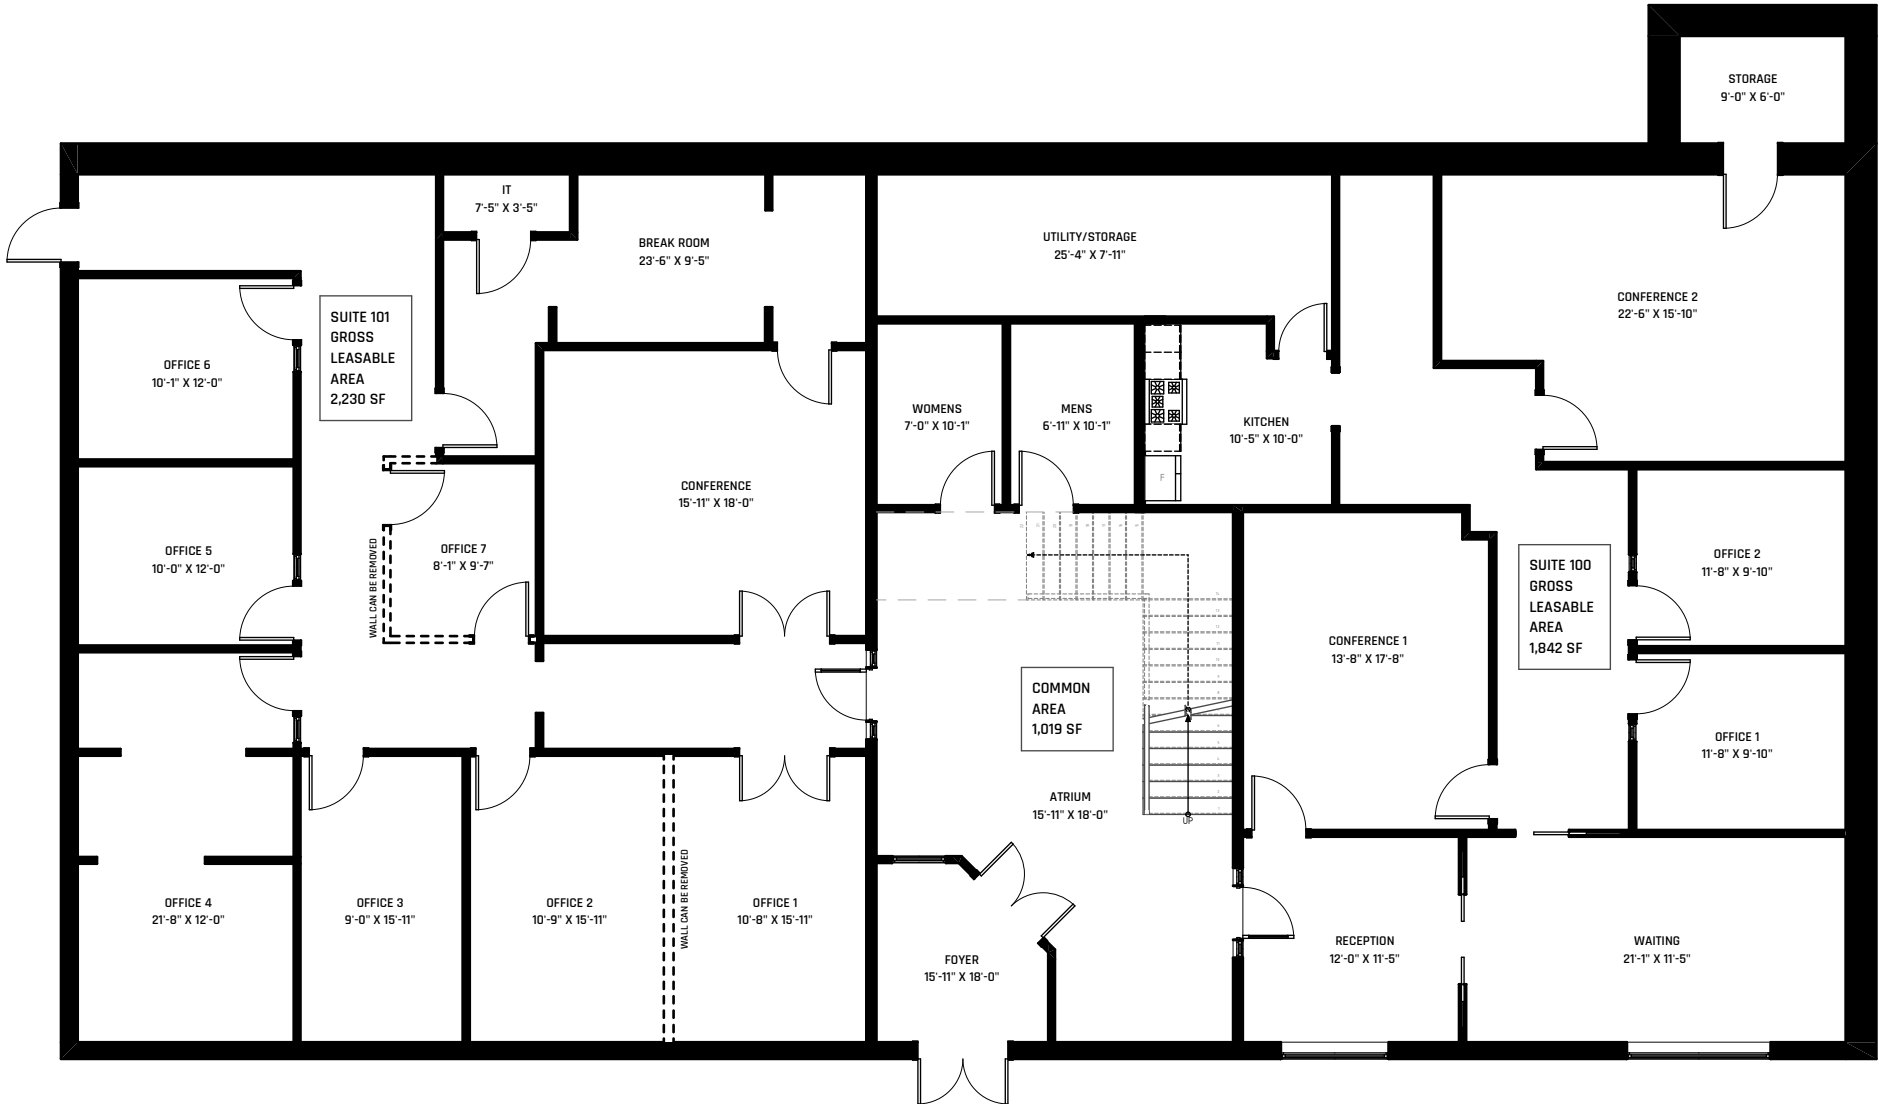 STORAGE
9'-0" X 6'-0"
IT
7'-5" X 3'-5"
BREAK ROOM
23'-6" X 9'-5"
UTILITY/STORAGE
25'-4" X 7'-11"
CONFERENCE 2
22'-6" X 15'-10"
SUITE 101
GROSS
LEASABLE
AREA
2,230 SF
OFFICE 6
10'-1" X 12'-0"
WOMENS
7'-0" X 10'-1"
MENS
6'-11" X 10'-1"
KITCHEN
10'-5" X 10'-0"
F
CONFERENCE
15'-11" X 18'-0"
OFFICE 5
10'-0" X 12'-0"
WALL CAN BE REMOVED
OFFICE 7
8'-1" X 9'-7"
SUITE 100
GROSS
LEASABLE
AREA
1,842 SF
OFFICE 2
11'-8" X 9'-10"
CONFERENCE 1
13'-8" X 17'-8"
COMMON
AREA
1,019 SF
OFFICE 1
11'-8" X 9'-10"
ATRIUM
15'-11" X 18'-0"
UP
OFFICE 4
21'-8" X 12'-0"
OFFICE 3
9'-0" X 15'-11"
OFFICE 2
10'-9" X 15'-11"
WALL CAN BE REMOVED
OFFICE 1
10'-8" X 15'-11"
FOYER
15'-11" X 18'-0"
RECEPTION
12'-0" X 11'-5"
WAITING
21'-1" X 11'-5"